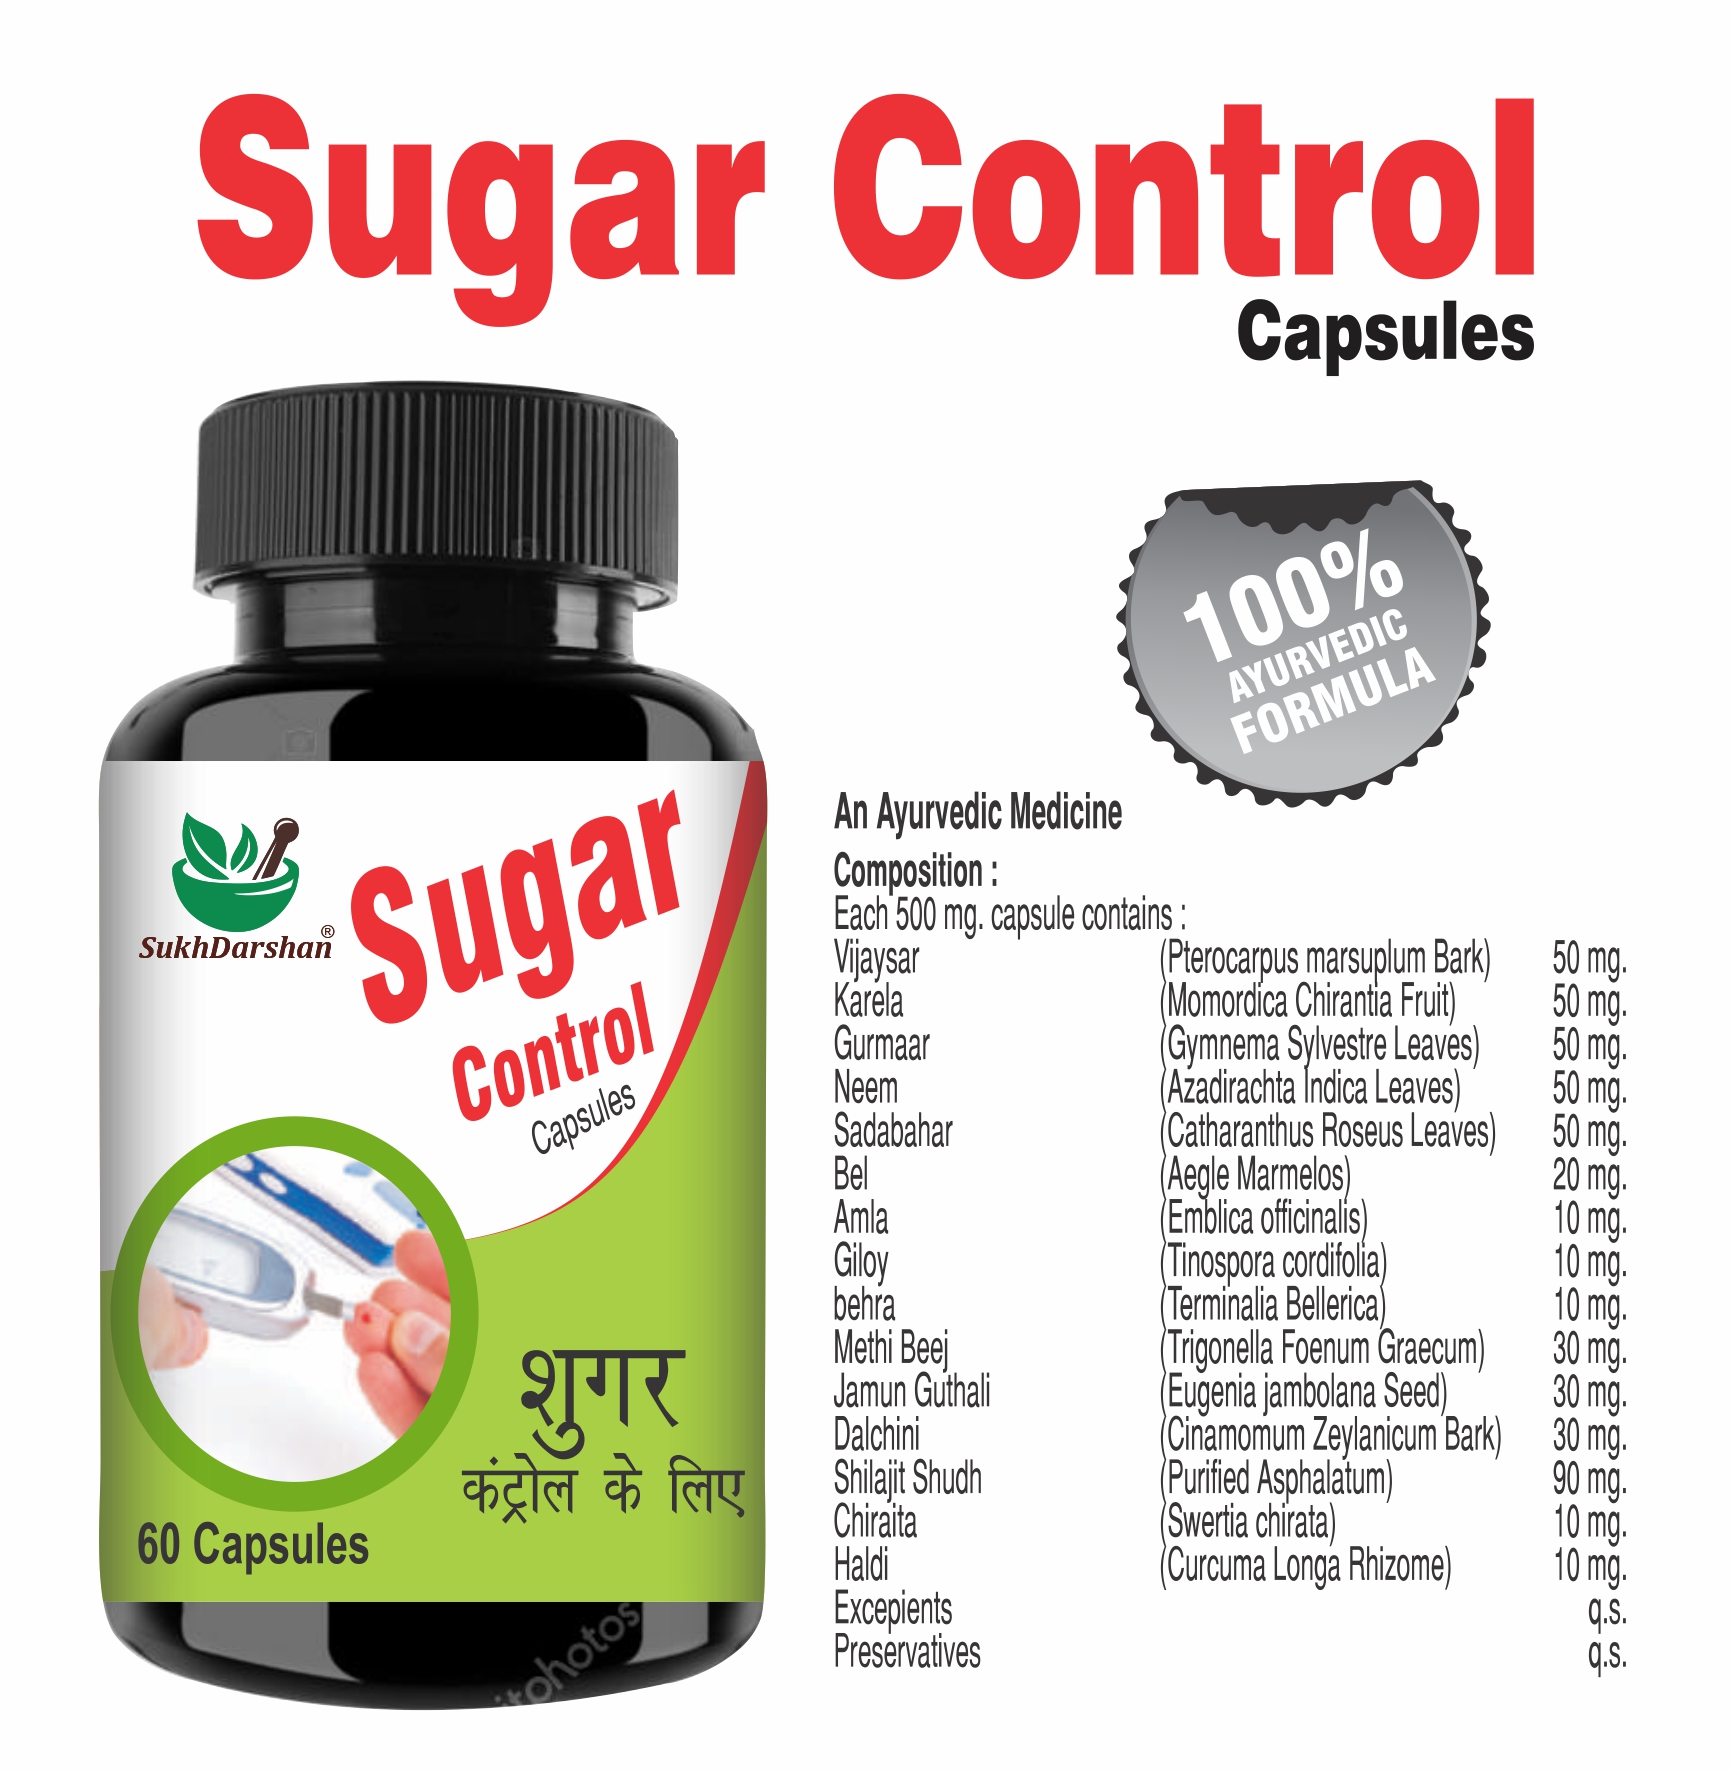 Sugar Control
Capsules
100%
AYURVEDIC
FORMULA
SukhDarshan®
Sugar
Control
Capsules
शुगर
कंट्रोल के लिए
60 Capsules
An Ayurvedic Medicine
Composition :
Each 500 mg. capsule contains :
Vijaysar (Pterocarpus marsuplum Bark) 50 mg.
Karela (Momordica Chirantia Fruit) 50 mg.
Gurmaar (Gymnema Sylvestre Leaves) 50 mg.
Neem (Azadirachta Indica Leaves) 50 mg.
Sadabahar (Catharanthus Roseus Leaves) 50 mg.
Bel (Aegle Marmelos) 20 mg.
Amla (Emblica officinalis) 10 mg.
Giloy (Tinospora cordifolia) 10 mg.
behra (Terminalia Bellerica) 10 mg.
Methi Beej (Trigonella Foenum Graecum) 30 mg.
Jamun Guthali (Eugenia jambolana Seed) 30 mg.
Dalchini (Cinamomum Zeylanicum Bark) 30 mg.
Shilajit Shudh (Purified Asphalatum) 90 mg.
Chiraita (Swertia chirata) 10 mg.
Haldi (Curcuma Longa Rhizome) 10 mg.
Excepients q.s.
Preservatives q.s.